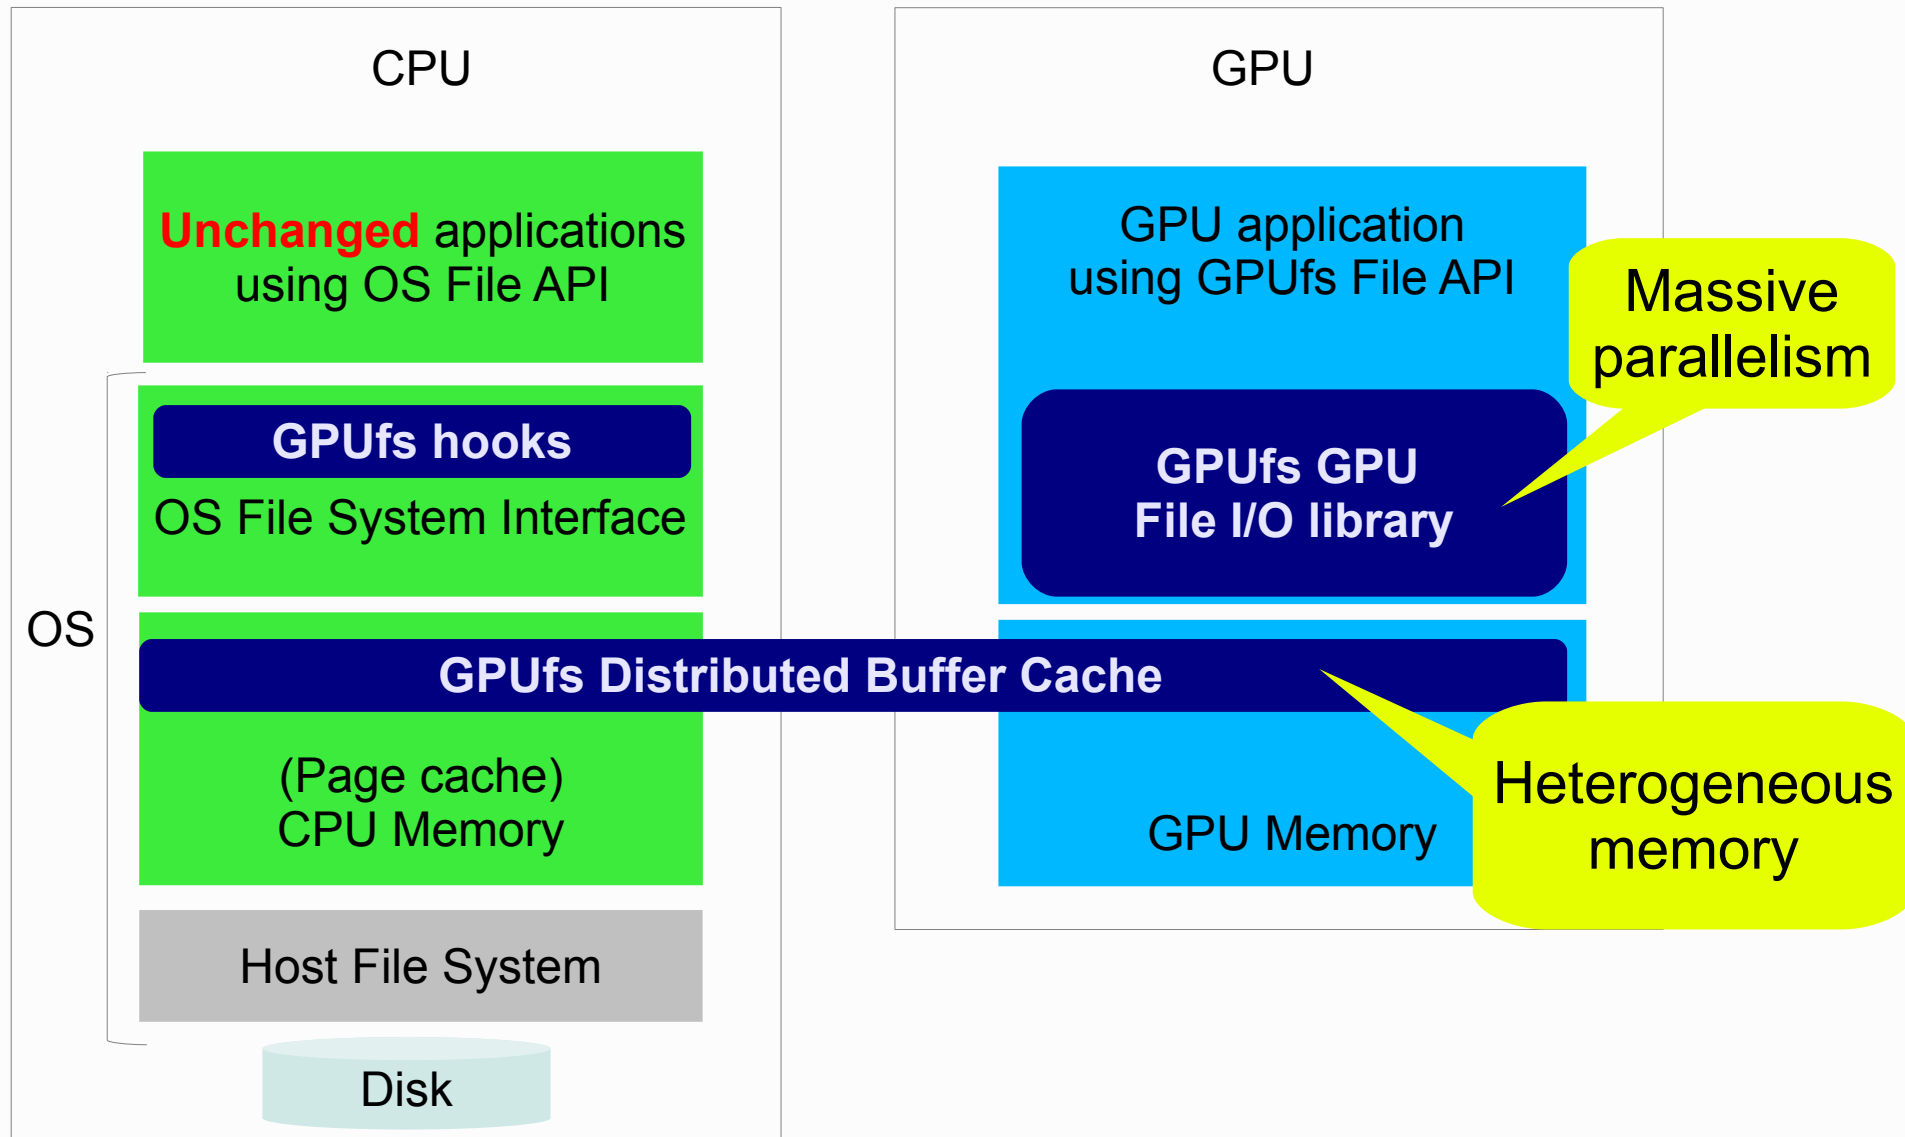 CPU
Unchanged applications
using OS File API
GPUfs hooks
OS File System Interface
OS
GPUfs Distributed Buffer Cache
(Page cache)
CPU Memory
Host File System
Disk
GPU
GPU application
using GPUfs File API
Massive
parallelism
GPUfs GPU
File I/O library
GPU Memory
Heterogeneous
memory